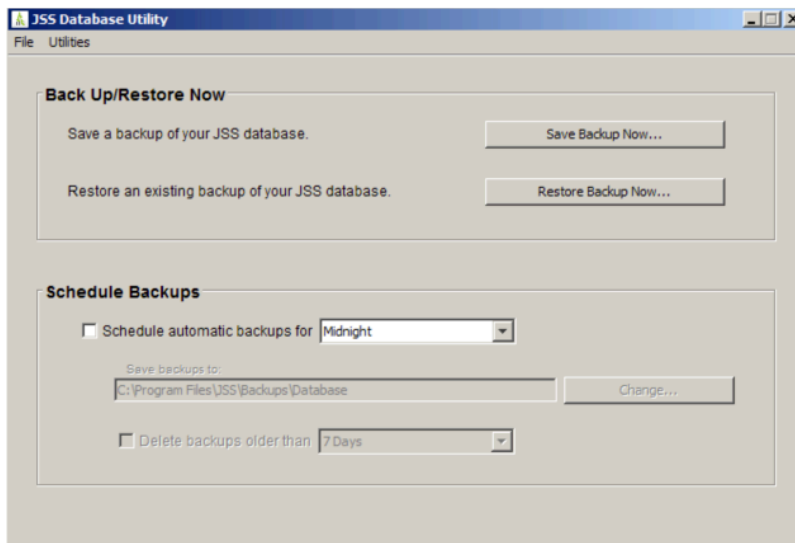 JSS Database Utility
File Utilities
Back Up/Restore Now
Save a backup of your JSS database.
Save Backup Now...
Restore an existing backup of your JSS database.
Restore Backup Now...
Schedule Backups
Schedule automatic backups for Midnight
Save backups to:
C:\Program Files\JSS\Backups\Database
Change...
Delete backups older than 7 Days